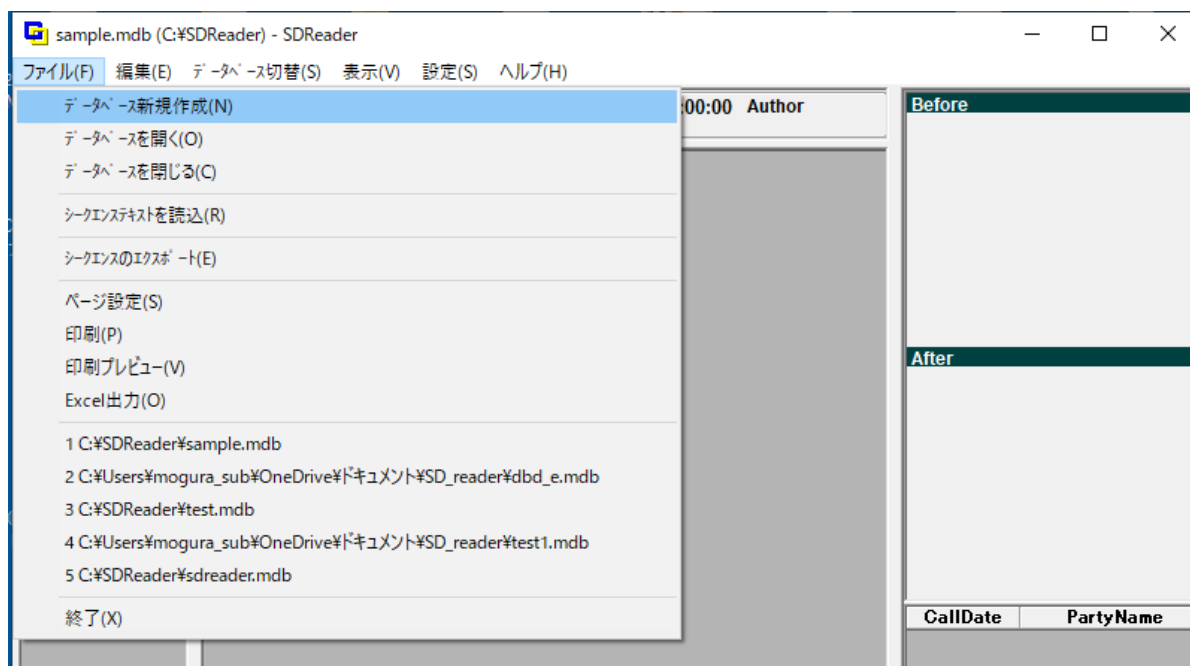 sample.mdb (C:¥SDReader) - SDReader
ファイル(F) 編集(E) ﾃﾞｰﾀﾍﾞｰｽ切替(S) 表示(V) 設定(S) ヘルプ(H)
ﾃﾞｰﾀﾍﾞｰｽ新規作成(N)
:00:00 Author
Before
ﾃﾞｰﾀﾍﾞｰｽを開く(O)
ﾃﾞｰﾀﾍﾞｰｽを閉じる(C)
ｼｰｸｴﾝｽﾃｷｽﾄを読込(R)
ｼｰｸｴﾝｽのｴｸｽﾎﾟｰﾄ(E)
ページ設定(S)
印刷(P)
印刷プレビュー(V)
After
Excel出力(O)
1 C:¥SDReader¥sample.mdb
2 C:¥Users¥mogura_sub¥OneDrive¥ドキュメント¥SD_reader¥dbd_e.mdb
3 C:¥SDReader¥test.mdb
4 C:¥Users¥mogura_sub¥OneDrive¥ドキュメント¥SD_reader¥test1.mdb
5 C:¥SDReader¥sdreader.mdb
終了(X)
CallDate PartyName